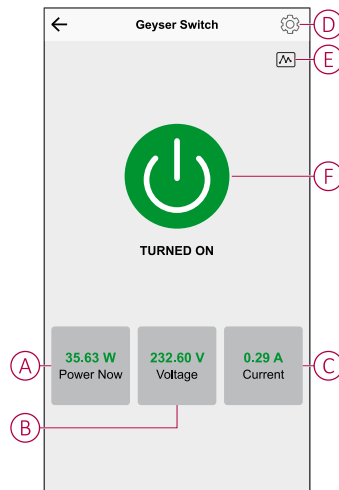 Geyser Switch
D
E
F
TURNED ON
35.63 W
Power Now
232.60 V
Voltage
0.29 A
Current
A
C
B